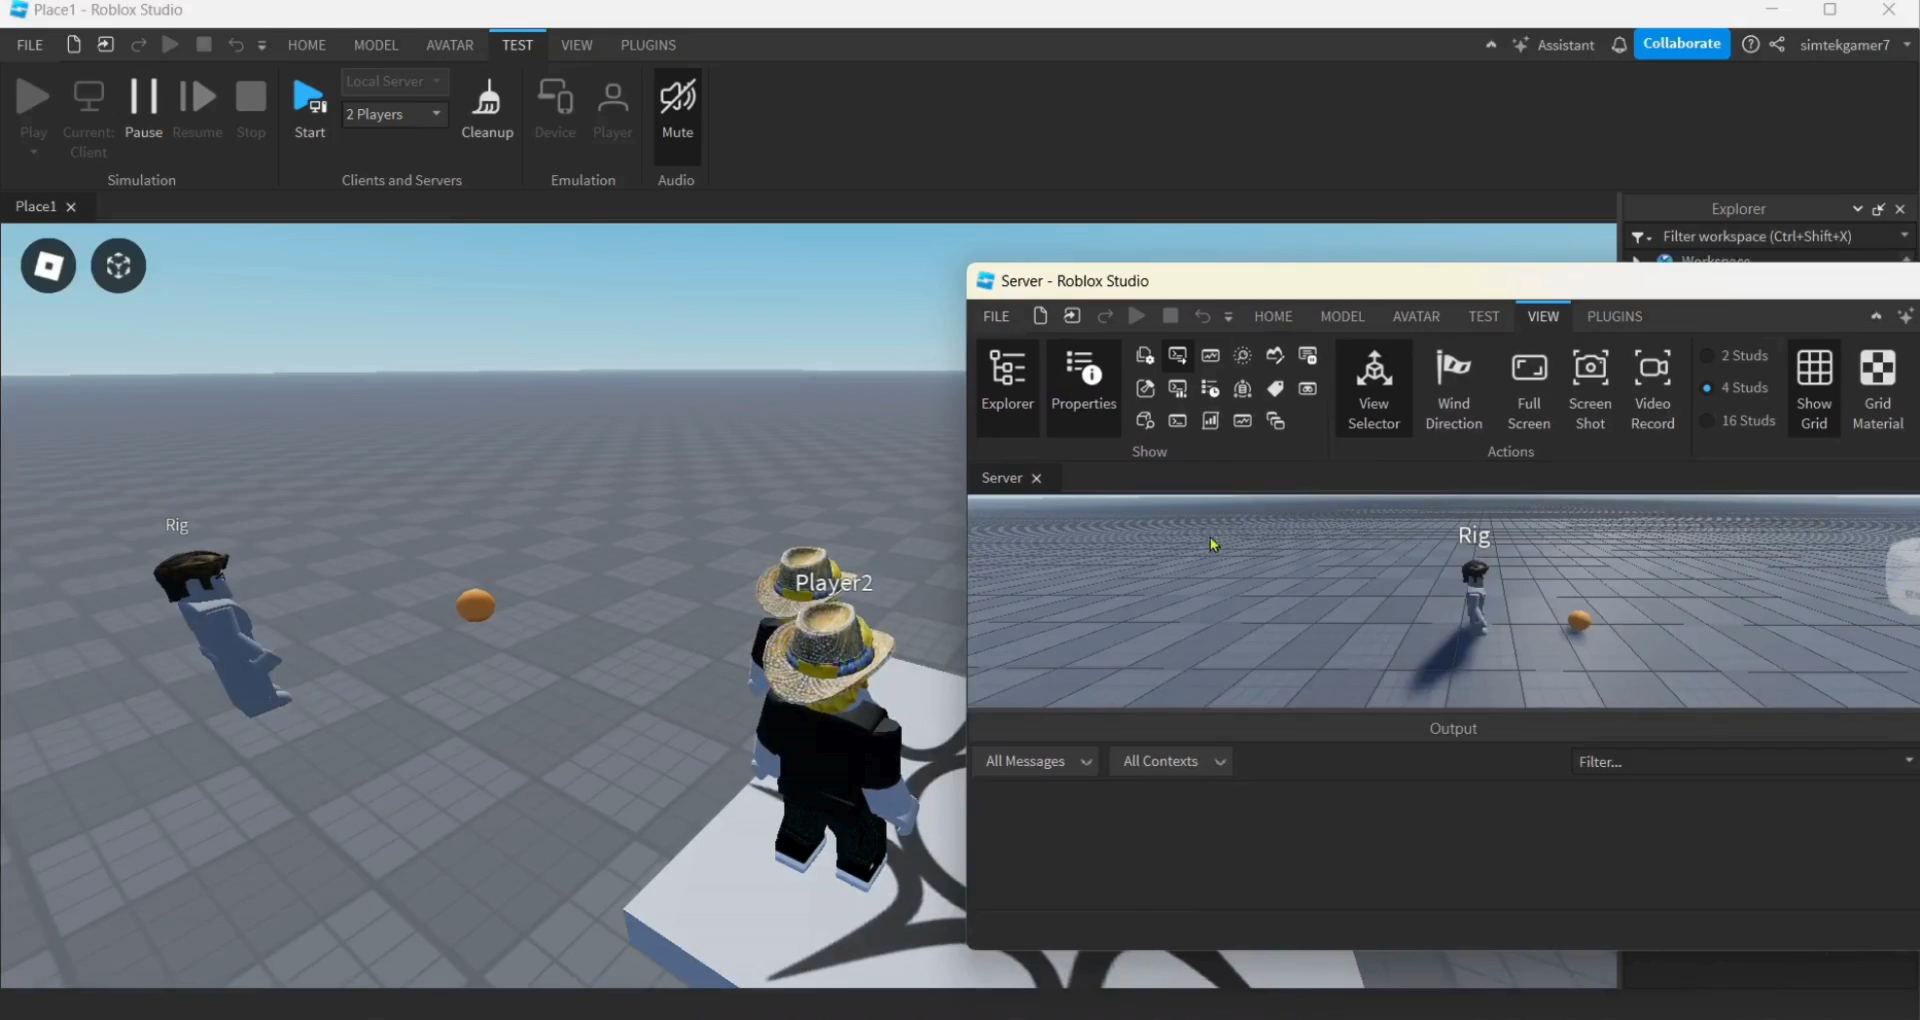 Place1 - Roblox Studio
FILE HOME MODEL AVATAR TEST VIEW PLUGINS Assistant Collaborate simtekgamer7
Local Server
2 Players
Play Current: Client Pause Resume Stop Start Cleanup Device Player Mute
Simulation Clients and Servers Emulation Audio
Place1
Explorer
Filter workspace (Ctrl+Shift+X)
Workspace
Server - Roblox Studio
FILE HOME MODEL AVATAR TEST VIEW PLUGINS
Explorer Properties View Selector Wind Direction Full Screen Screen Shot Video Record Show Grid Grid Material
2 Studs
4 Studs
16 Studs
Show Actions
Server
Rig
Player2
Rig
Output
All Messages All Contexts Filter...